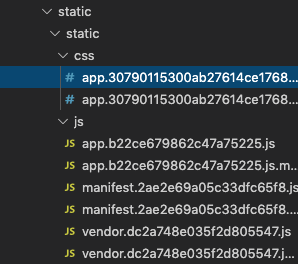 static
static
css
# app.30790115300ab27614ce1768...
# app.30790115300ab27614ce1768...
js
JS app.b22ce679862c47a75225.js
JS app.b22ce679862c47a75225.js.m...
JS manifest.2ae2e69a05c33dfc65f8.js
JS manifest.2ae2e69a05c33dfc65f8....
JS vendor.dc2a748e035f2d805547.js
JS vendor.dc2a748e035f2d805547.j...